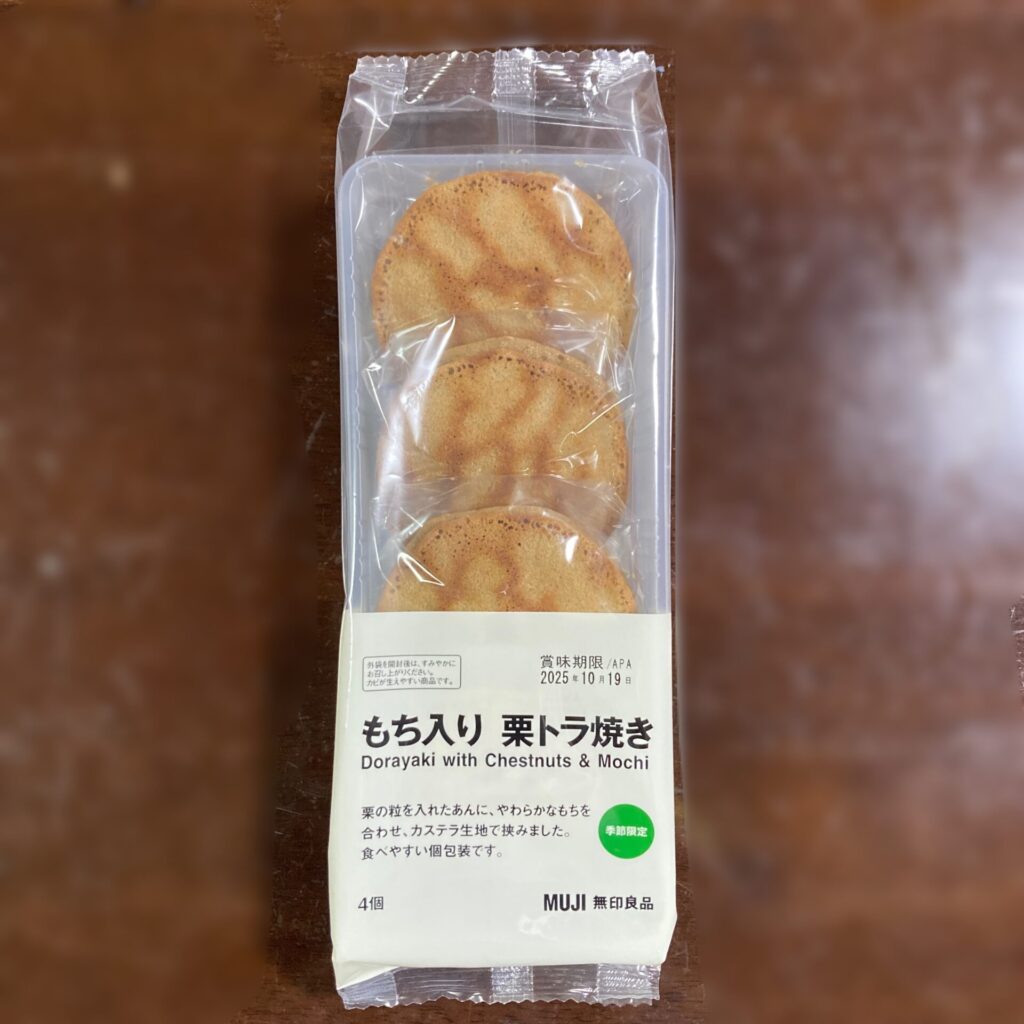 外袋を開封後は、すみやかに
お召し上がりください。
カビが生えやすい商品です。
賞味期限/APA
2025年10月19日
もち入り 栗トラ焼き
Dorayaki with Chestnuts & Mochi
栗の粒を入れたあんに、やわらかなもちを
合わせ、カステラ生地で挟みました。
食べやすい個包装です。
季節限定
4個
MUJI 無印良品